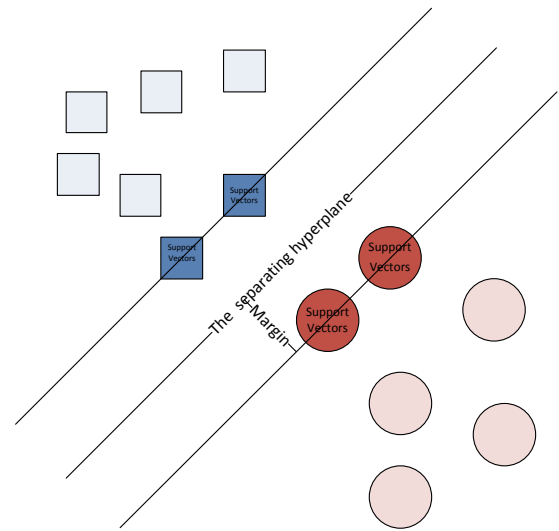 Support
Vectors
Support
Vectors
The separating hyperplane
Margin
Support
Vectors
Support
Vectors